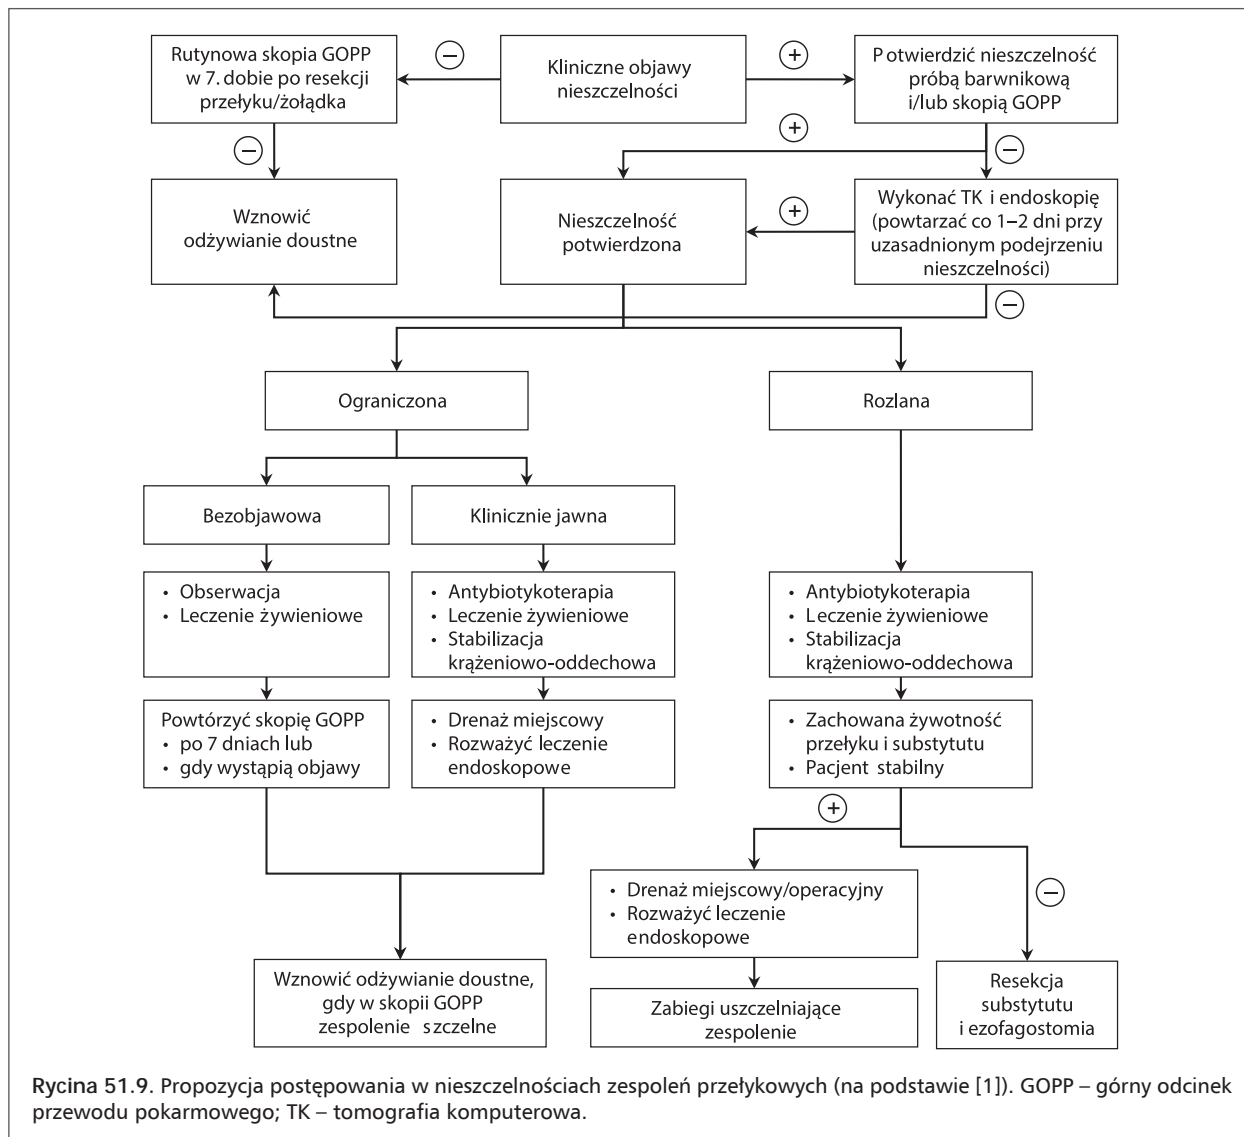 Rutynowa skopia GOPP
w 7. dobie po resekcji
przełyku/żołądka
−
Kliniczne objawy
nieszczelności
+
Potwierdzić nieszczelność
próbą barwnikową
i/lub skopią GOPP
−
+
−
Wznowić
odżywianie doustne
Nieszczelność
potwierdzona
+
Wykonać TK i endoskopię
(powtarzać co 1–2 dni przy
uzasadnionym podejrzeniu
nieszczelności)
−
Ograniczona
Rozlana
Bezobjawowa
Klinicznie jawna
• Obserwacja
• Leczenie żywieniowe
• Antybiotykoterapia
• Leczenie żywieniowe
• Stabilizacja
krążeniowo-oddechowa
• Antybiotykoterapia
• Leczenie żywieniowe
• Stabilizacja
krążeniowo-oddechowa
Powtórzyć skopię GOPP
• po 7 dniach lub
• gdy wystąpią objawy
• Drenaż miejscowy
• Rozważyć leczenie
endoskopowe
• Zachowana żywotność
przełyku i substytutu
• Pacjent stabilny
+
−
• Drenaż miejscowy/operacyjny
• Rozważyć leczenie
endoskopowe
Wznowić odżywianie doustne,
gdy w skopii GOPP
zespolenie szczelne
Zabiegi uszczelniające
zespolenie
Resekcja
substytutu
i ezofagostomia
Rycina 51.9. Propozycja postępowania w nieszczelnościach zespoleń przełykowych (na podstawie [1]). GOPP – górny odcinek
przewodu pokarmowego; TK – tomografia komputerowa.